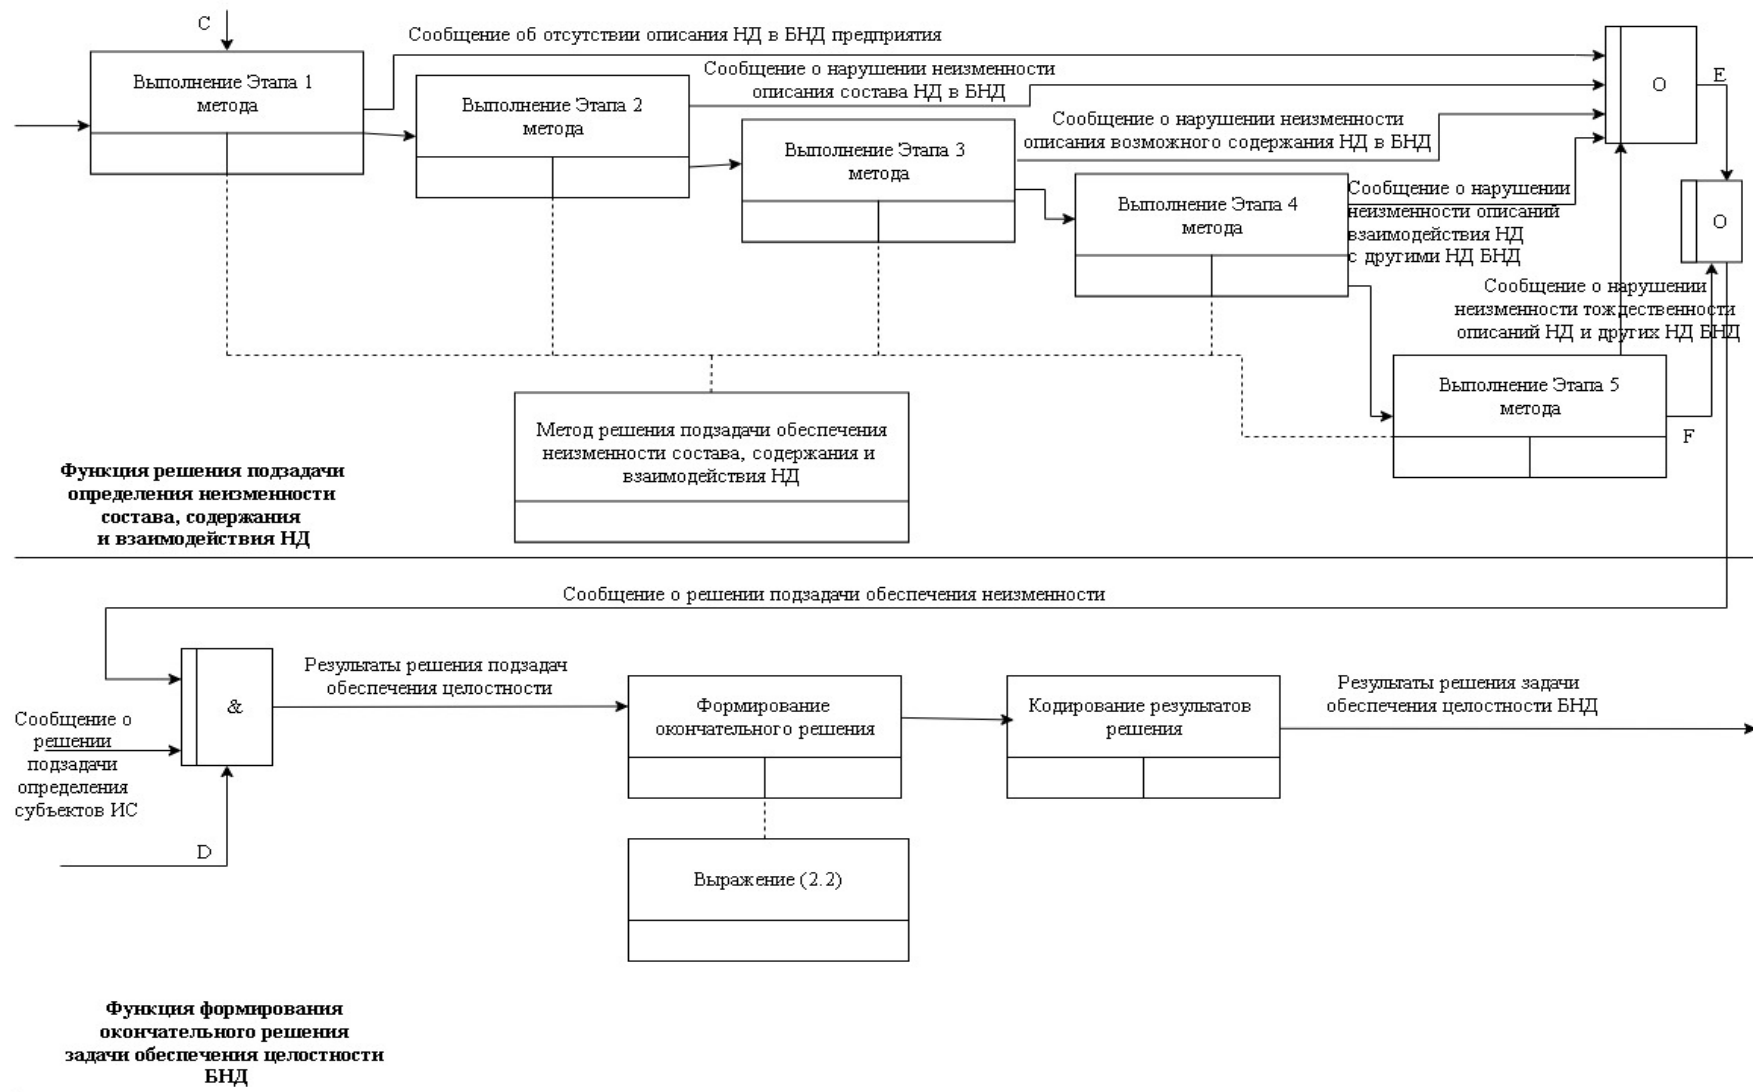 C
Сообщение об отсутствии описания НД в БНД предприятия
Выполнение Этапа 1
метода
Сообщение о нарушении неизменности
описания состава НД в БНД
Выполнение Этапа 2
метода
Сообщение о нарушении неизменности
описания возможного содержания НД в БНД
Выполнение Этапа 3
метода
O
E
Выполнение Этапа 4
метода
Сообщение о нарушении
неизменности описаний
взаимодействия НД
с другими НД БНД
O
Сообщение о нарушении
неизменности тождественности
описаний НД и других НД БНД
Выполнение Этапа 5
метода
F
Метод решения подзадачи обеспечения
неизменности состава, содержания и
взаимодействия НД
Функция решения подзадачи
определения неизменности
состава, содержания
и взаимодействия НД
Сообщение о решении подзадачи обеспечения неизменности
&
Результаты решения подзадач
обеспечения целостности
Формирование
окончательного решения
Кодирование результатов
решения
Результаты решения задачи
обеспечения целостности БНД
Сообщение о
решении
подзадачи
определения
субъектов ИС
D
Выражение (2.2)
Функция формирования
окончательного решения
задачи обеспечения целостности
БНД